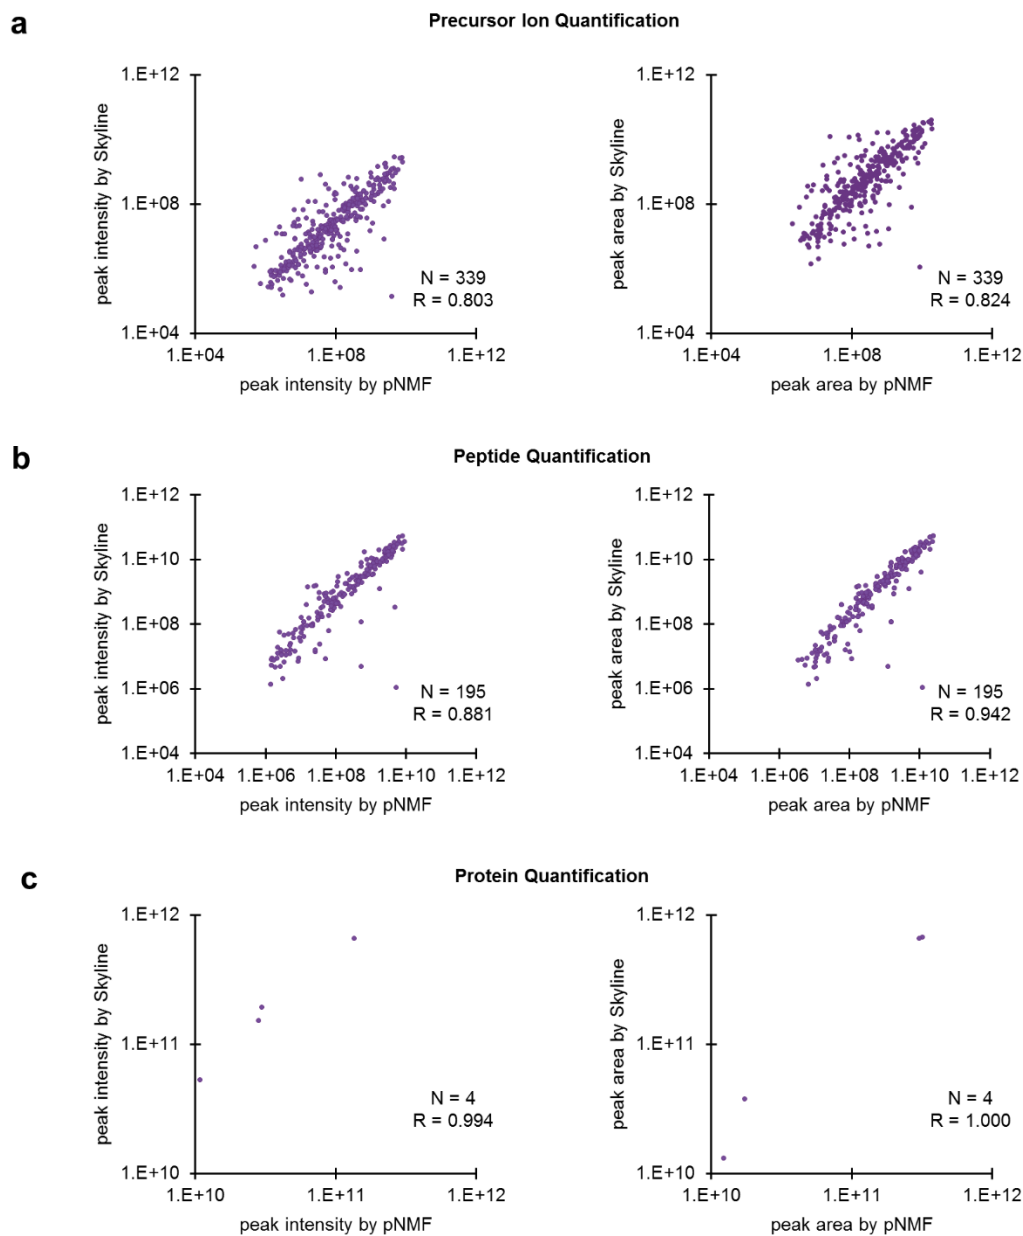 a
Precursor Ion Quantification
1.E+12
1.E+08
1.E+04
1.E+04
1.E+08
1.E+12
peak intensity by Skyline
peak intensity by pNMF
N = 339
R = 0.803
1.E+12
1.E+08
1.E+04
1.E+04
1.E+08
1.E+12
peak area by Skyline
peak area by pNMF
N = 339
R = 0.824
b
Peptide Quantification
1.E+12
1.E+10
1.E+08
1.E+06
1.E+04
1.E+04
1.E+06
1.E+08
1.E+10
1.E+12
peak intensity by Skyline
peak intensity by pNMF
N = 195
R = 0.881
1.E+12
1.E+10
1.E+08
1.E+06
1.E+04
1.E+04
1.E+06
1.E+08
1.E+10
1.E+12
peak area by Skyline
peak area by pNMF
N = 195
R = 0.942
c
Protein Quantification
1.E+12
1.E+11
1.E+10
1.E+10
1.E+11
1.E+12
peak intensity by Skyline
peak intensity by pNMF
N = 4
R = 0.994
1.E+12
1.E+11
1.E+10
1.E+10
1.E+11
1.E+12
peak area by Skyline
peak area by pNMF
N = 4
R = 1.000